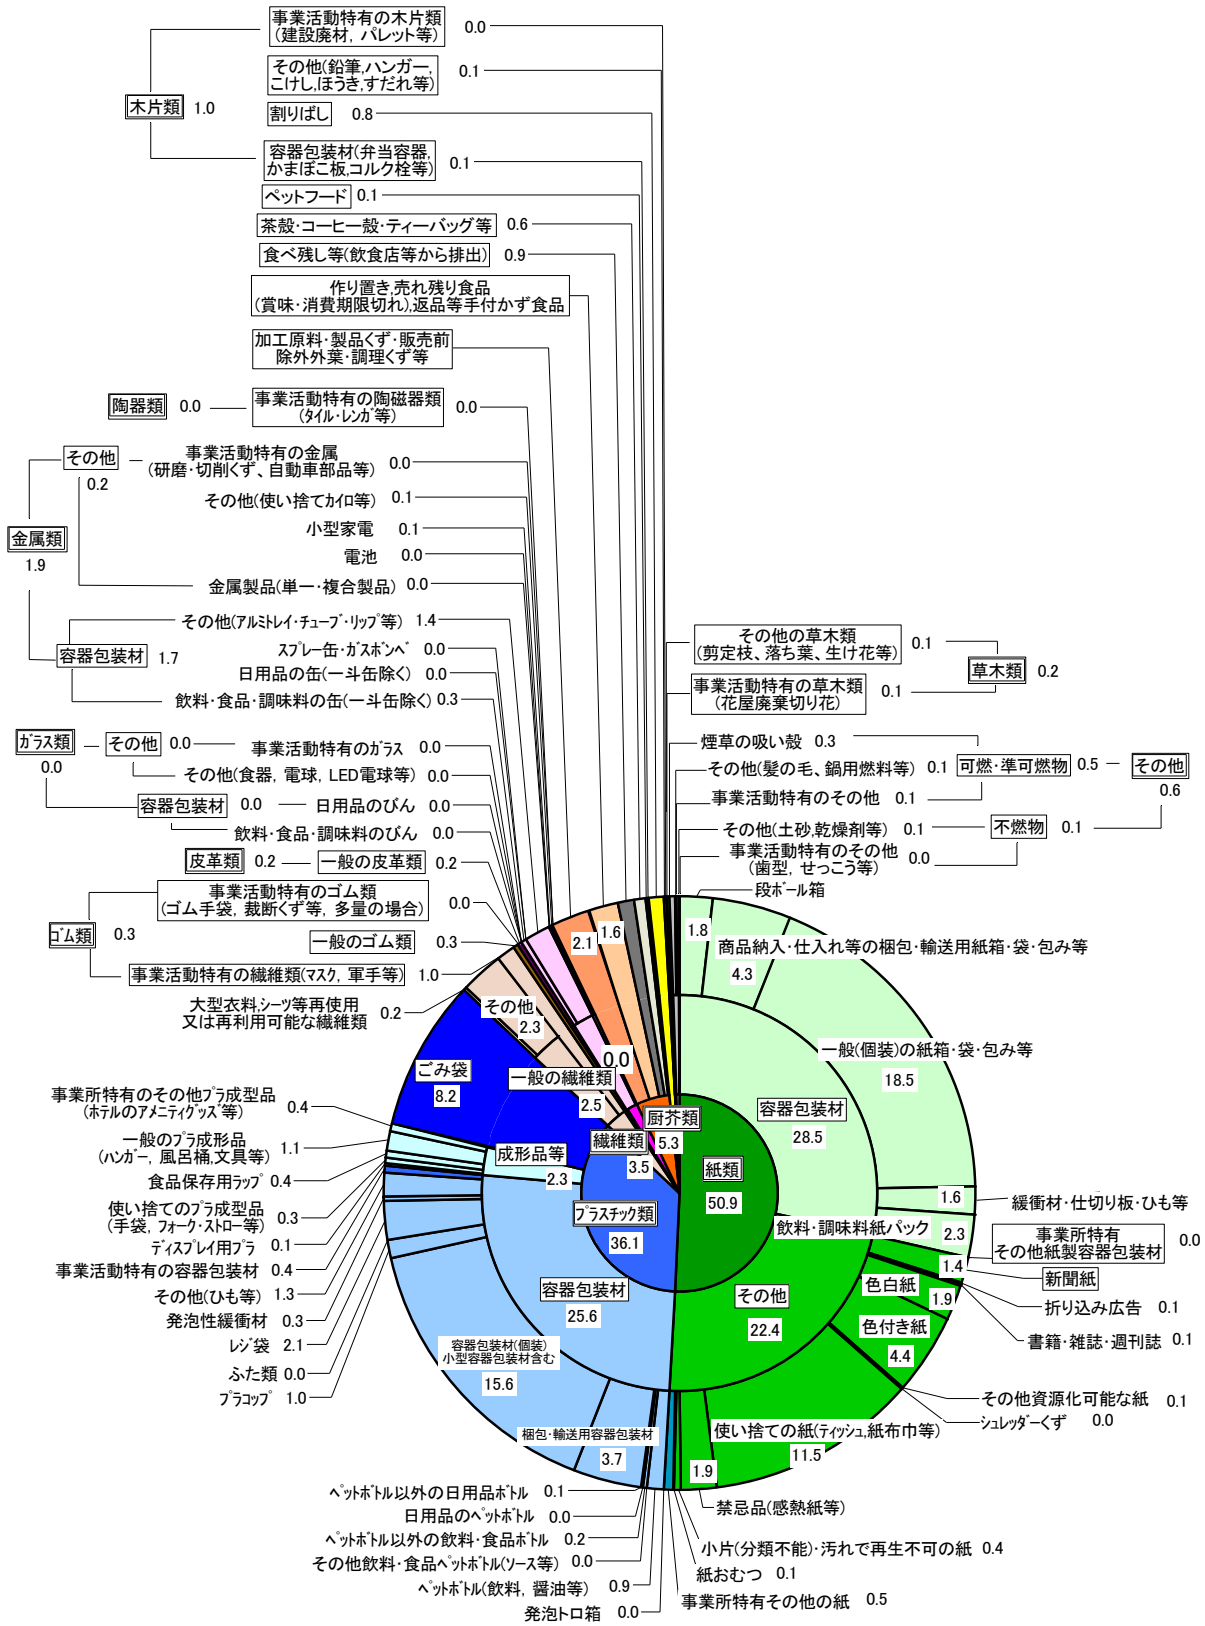 事業活動特有の木片類
(建設廃材, パレット等)
0.0
その他(鉛筆,ハンガー,
こけし,ほうき,すだれ等)
0.1
木片類 1.0
割りばし 0.8
容器包装材(弁当容器,
かまぼこ板,コルク栓等)
0.1
ペットフード 0.1
茶殻・コーヒー殻・ティーバッグ等 0.6
食べ残し等(飲食店等から排出) 0.9
作り置き,売れ残り食品
(賞味・消費期限切れ),返品等手付かず食品
加工原料・製品くず・販売前
除外外葉・調理くず等
陶器類 0.0
事業活動特有の陶磁器類
(タイル・レンガ等)
0.0
その他
0.2
事業活動特有の金属
(研磨・切削くず、自動車部品等)
0.0
その他(使い捨てカイロ等) 0.1
金属類
1.9
小型家電 0.1
電池 0.0
金属製品(単一・複合製品) 0.0
その他(アルミトレイ・チューブ・リップ等) 1.4
容器包装材 1.7
スプレー缶・ガスボンベ 0.0
日用品の缶(一斗缶除く) 0.0
飲料・食品・調味料の缶(一斗缶除く) 0.3
その他の草木類
(剪定枝、落ち葉、生け花等)
0.1
草木類 0.2
事業活動特有の草木類
(花屋廃棄切り花)
0.1
ガラス類
0.0
その他 0.0
事業活動特有のガラス 0.0
その他(食器, 電球, LED電球等) 0.0
容器包装材 0.0
日用品のびん 0.0
飲料・食品・調味料のびん 0.0
煙草の吸い殻 0.3
その他(髪の毛、鍋用燃料等) 0.1
可燃・準可燃物 0.5
その他
0.6
事業活動特有のその他 0.1
その他(土砂,乾燥剤等) 0.1
不燃物 0.1
事業活動特有のその他
(歯型, せっこう等)
0.0
皮革類 0.2
一般の皮革類 0.2
事業活動特有のゴム類
(ゴム手袋, 裁断くず等, 多量の場合)
0.0
ゴム類 0.3
一般のゴム類 0.3
事業活動特有の繊維類(マスク, 軍手等) 1.0
大型衣料,シーツ等再使用
又は再利用可能な繊維類
0.2
段ボール箱
1.8
商品納入・仕入れ等の梱包・輸送用紙箱・袋・包み等
4.3
2.1
1.6
その他
2.3
0.0
一般(個装)の紙箱・袋・包み等
18.5
ごみ袋
8.2
一般の繊維類
2.5
容器包装材
28.5
厨芥類
5.3
繊維類
3.5
紙類
50.9
成形品等
2.3
プラスチック類
36.1
事業所特有のその他プラ成型品
(ホテルのアメニティグッズ等)
0.4
一般のプラ成形品
(ハンガー, 風呂桶,文具等)
1.1
食品保存用ラップ 0.4
使い捨てのプラ成型品
(手袋, フォーク・ストロー等)
0.3
ディスプレイ用プラ 0.1
事業活動特有の容器包装材 0.4
その他(ひも等) 1.3
発泡性緩衝材 0.3
レジ袋 2.1
ふた類 0.0
プラコップ 1.0
1.6
緩衝材・仕切り板・ひも等
飲料・調味料紙パック
2.3
事業所特有
その他紙製容器包装材
0.0
1.4
新聞紙
色白紙
1.9
折り込み広告 0.1
色付き紙
4.4
書籍・雑誌・週刊誌 0.1
容器包装材
25.6
その他
22.4
容器包装材(個装)
小型容器包装材含む
15.6
その他資源化可能な紙 0.1
シュレッダーくず 0.0
使い捨ての紙(ティッシュ,紙布巾等)
11.5
梱包・輸送用容器包装材
3.7
1.9
禁忌品(感熱紙等)
ペットボトル以外の日用品ボトル 0.1
日用品のペットボトル 0.0
ペットボトル以外の飲料・食品ボトル 0.2
その他飲料・食品ペットボトル(ソース等) 0.0
ペットボトル(飲料, 醤油等) 0.9
発泡トロ箱 0.0
小片(分類不能)・汚れで再生不可の紙 0.4
紙おむつ 0.1
事業所特有その他の紙 0.5